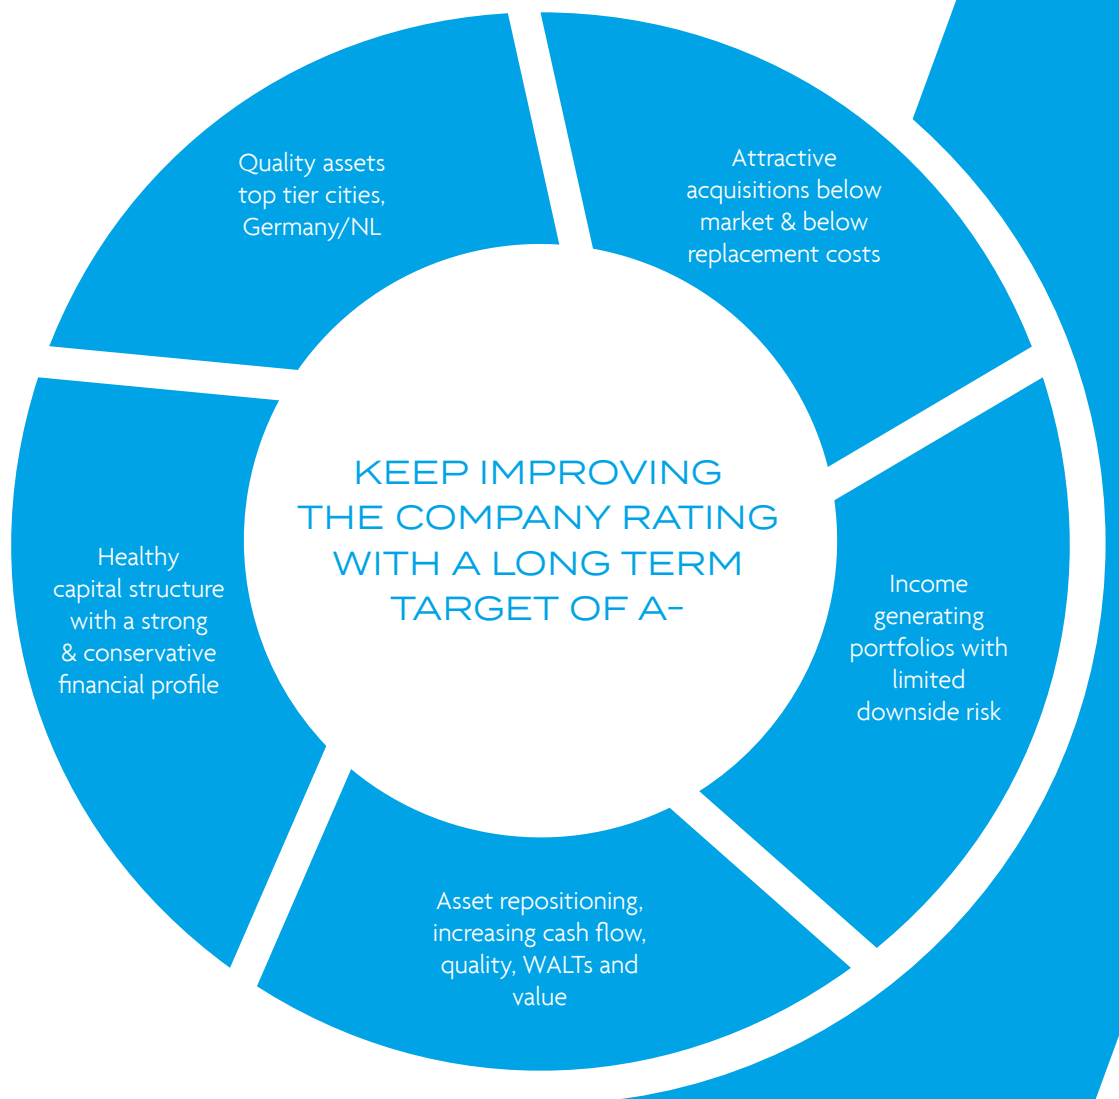 Quality assets
top tier cities,
Germany/NL
Attractive
acquisitions below
market & below
replacement costs
KEEP IMPROVING
THE COMPANY RATING
WITH A LONG TERM
TARGET OF A-
Healthy
capital structure
with a strong
& conservative
financial profile
Income
generating
portfolios with
limited
downside risk
Asset repositioning,
increasing cash flow,
quality, WALTs and
value